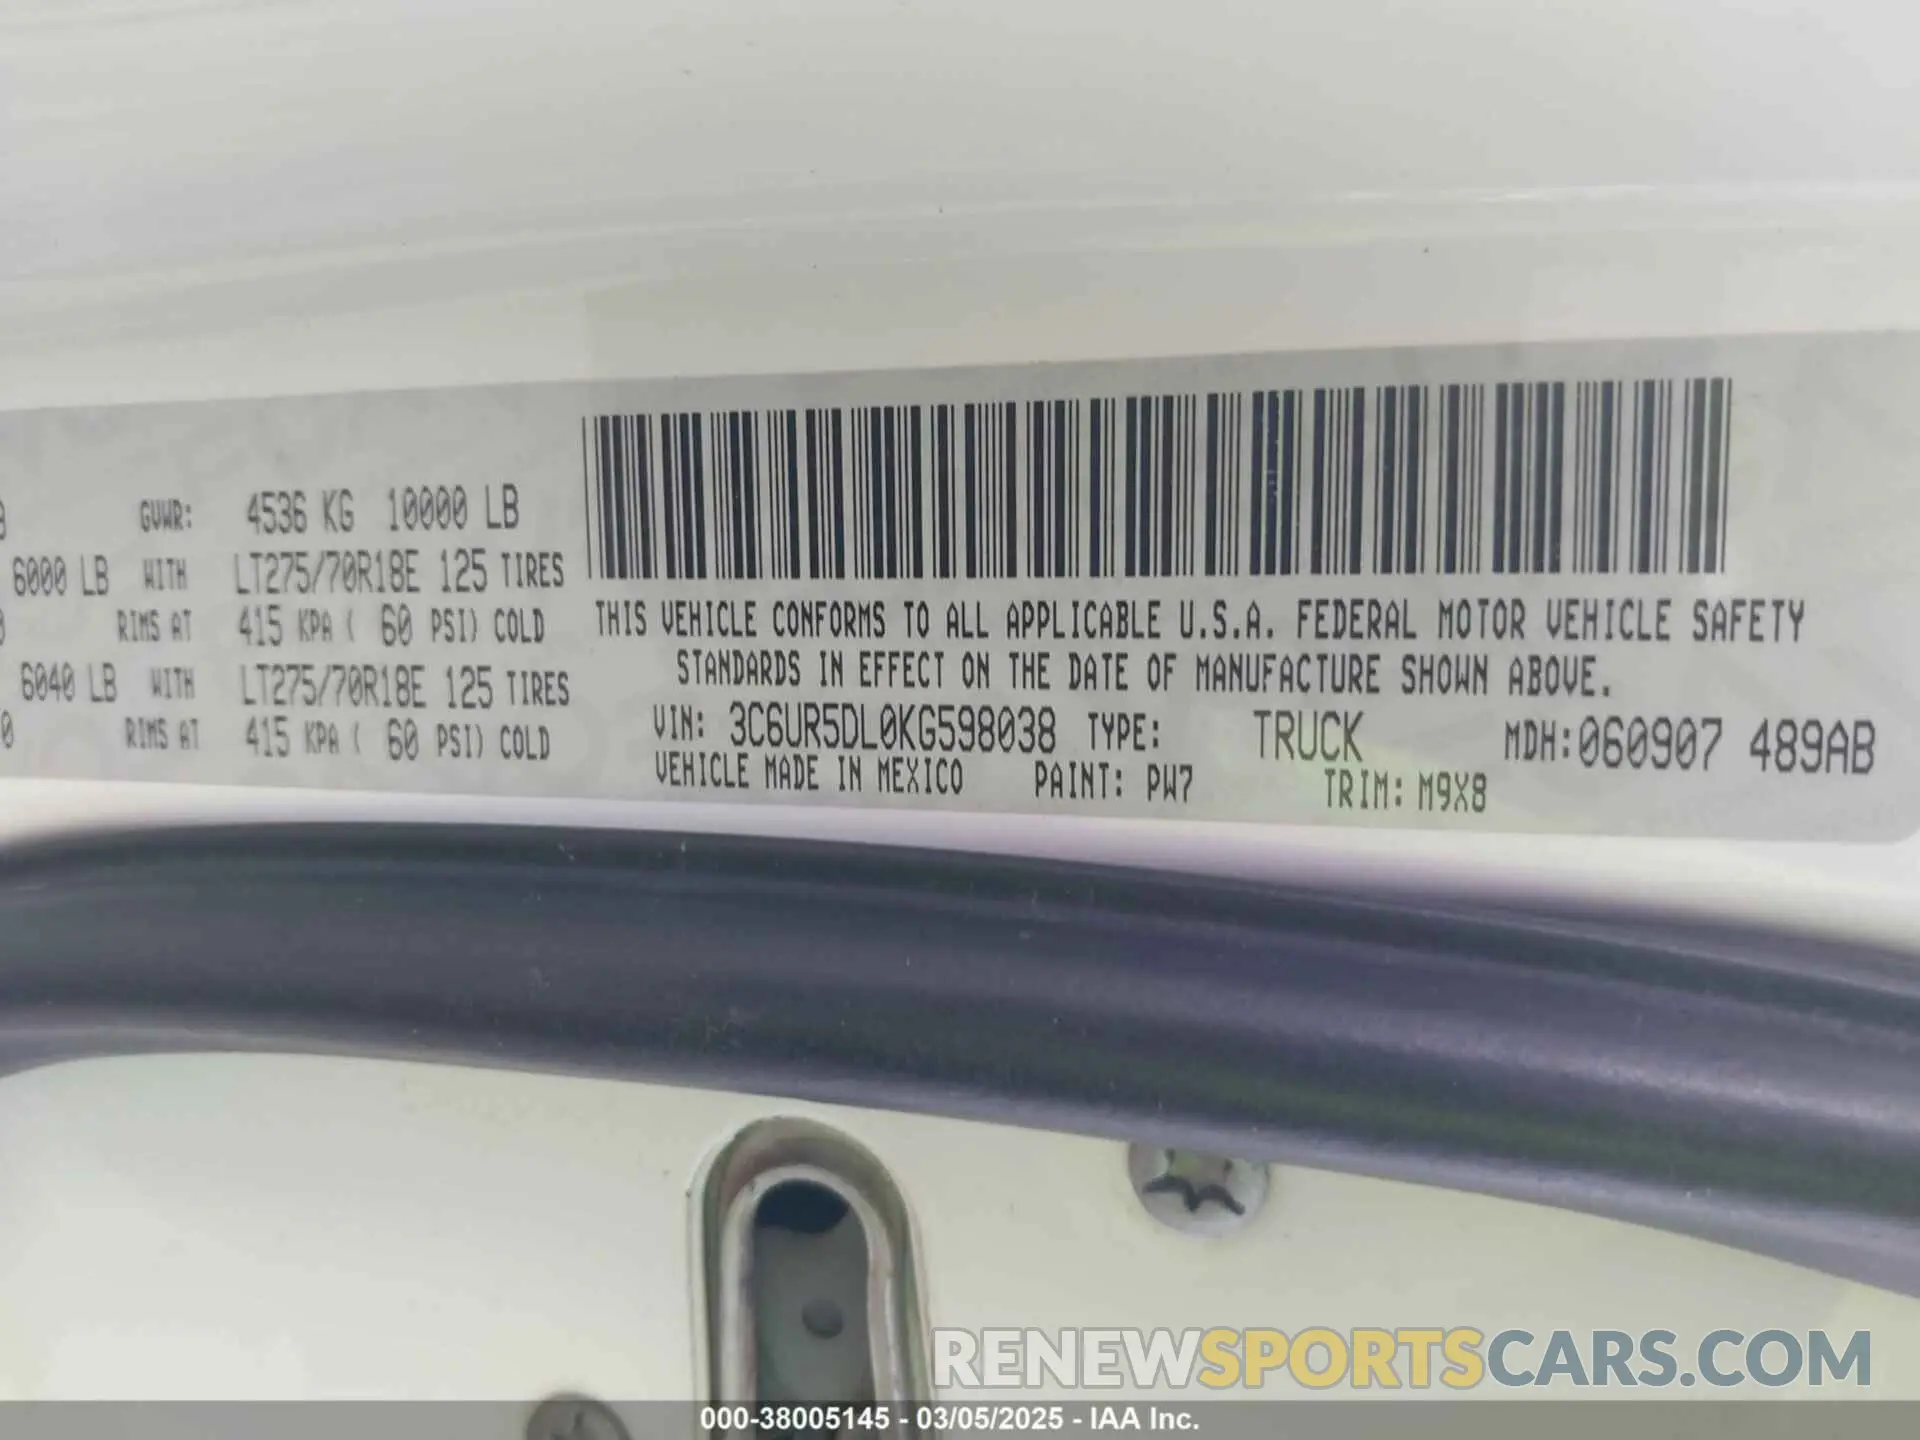 GVWR: 4536 KG 10000 LB
6000 LB WITH LT275/70R18E 125 TIRES
RIMS AT 415 KPA ( 60 PSI) COLD
6040 LB WITH LT275/70R18E 125 TIRES
RIMS AT 415 KPA ( 60 PSI) COLD
THIS VEHICLE CONFORMS TO ALL APPLICABLE U.S.A. FEDERAL MOTOR VEHICLE SAFETY
STANDARDS IN EFFECT ON THE DATE OF MANUFACTURE SHOWN ABOVE.
VIN: 3C6UR5DL0KG598038 TYPE: TRUCK MDH:060907 489AB
VEHICLE MADE IN MEXICO PAINT: PW7 TRIM: M9X8
RENEWSPORTSCARS.COM
000-38005145 - 03/05/2025 - IAA Inc.